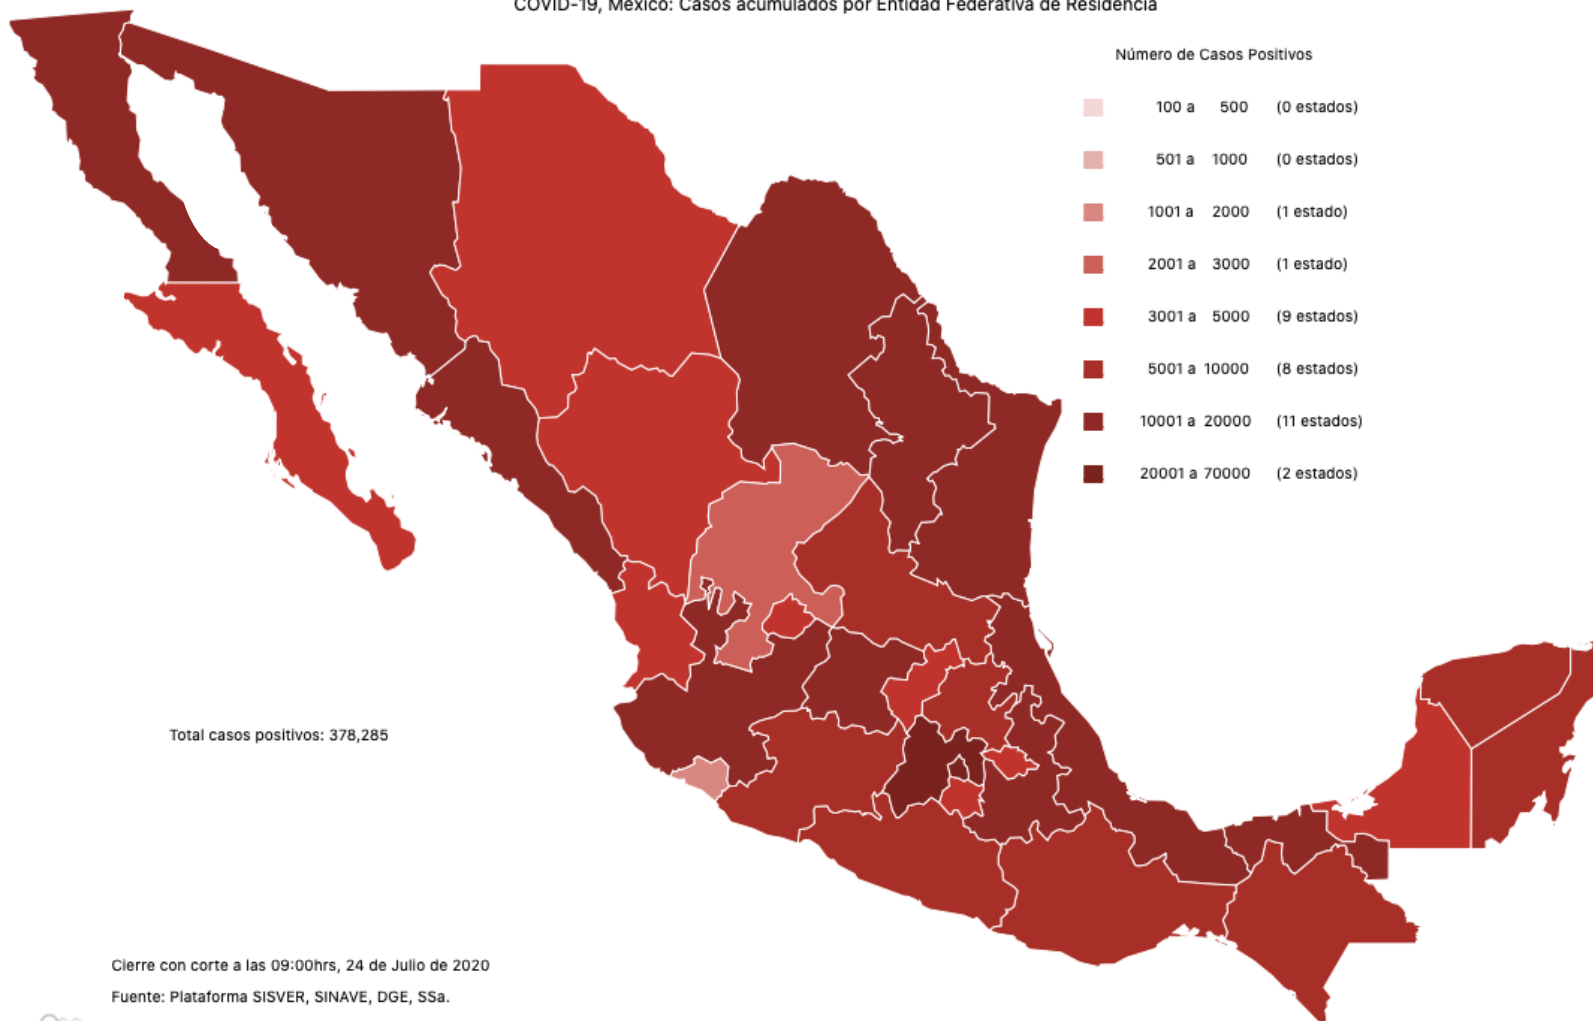 COVID-19, México: Casos acumulados por Entidad Federativa de Residencia
Número de Casos Positivos
100 a 500 (0 estados)
501 a 1000 (0 estados)
1001 a 2000 (1 estado)
2001 a 3000 (1 estado)
3001 a 5000 (9 estados)
5001 a 10000 (8 estados)
10001 a 20000 (11 estados)
20001 a 70000 (2 estados)
Total casos positivos: 378,285
Cierre con corte a las 09:00hrs, 24 de Julio de 2020
Fuente: Plataforma SISVER, SINAVE, DGE, SSa.